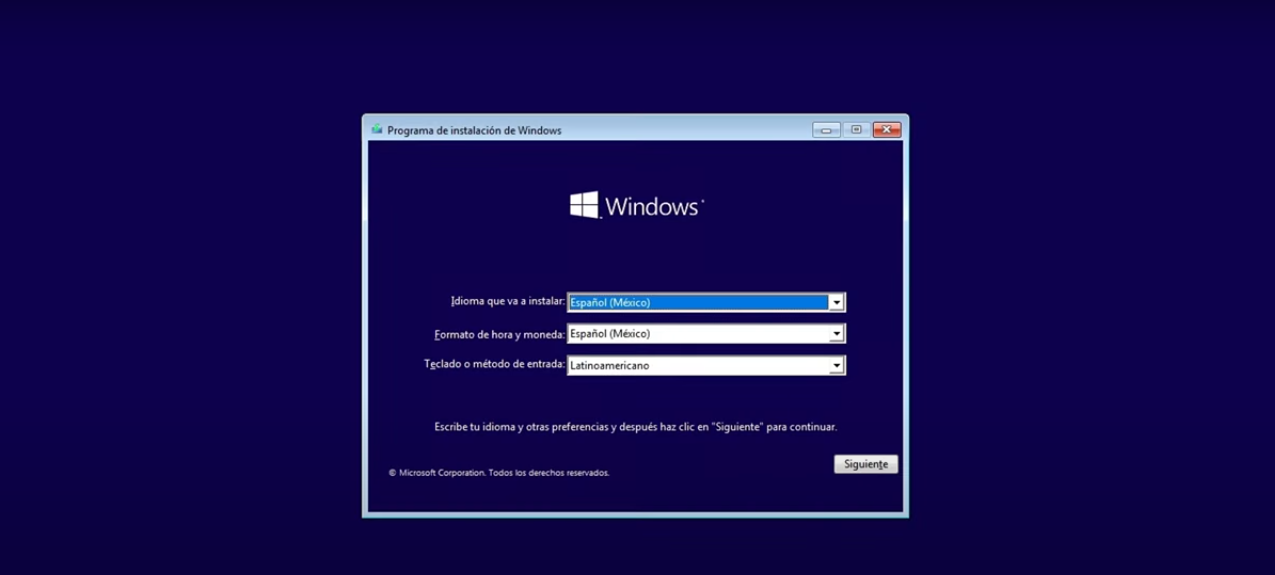 Programa de instalación de Windows
Windows
Idioma que va a instalar: Español (México)
Formato de hora y moneda: Español (México)
Teclado o método de entrada: Latinoamericano
Escribe tu idioma y otras preferencias y después haz clic en "Siguiente" para continuar.
Siguiente
© Microsoft Corporation. Todos los derechos reservados.